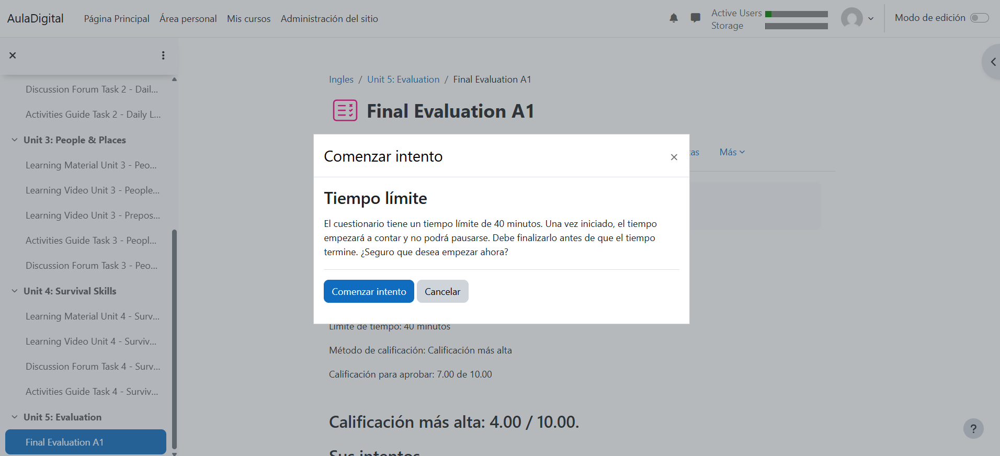 AulaDigital
Página Principal
Área personal
Mis cursos
Administración del sitio
Active Users
Storage
Modo de edición
Discussion Forum Task 2 - Dail...
Activities Guide Task 2 - Daily L...
Unit 3: People & Places
Learning Material Unit 3 - Peo...
Learning Video Unit 3 - People...
Learning Video Unit 3 - Prepos...
Activities Guide Task 3 - Peopl...
Discussion Forum Task 3 - Peo...
Unit 4: Survival Skills
Learning Material Unit 4 - Surv...
Learning Video Unit 4 - Surviv...
Discussion Forum Task 4 - Surv...
Activities Guide Task 4 - Surviv...
Unit 5: Evaluation
Final Evaluation A1
Ingles / Unit 5: Evaluation / Final Evaluation A1
Final Evaluation A1
Más
Comenzar intento
Tiempo límite
El cuestionario tiene un tiempo límite de 40 minutos. Una vez iniciado, el tiempo
empezará a contar y no podrá pausarse. Debe finalizarlo antes de que el tiempo
termine. ¿Seguro que desea empezar ahora?
Comenzar intento
Cancelar
Límite de tiempo: 40 minutos
Método de calificación: Calificación más alta
Calificación para aprobar: 7.00 de 10.00
Calificación más alta: 4.00 / 10.00.
Sus intentos
?